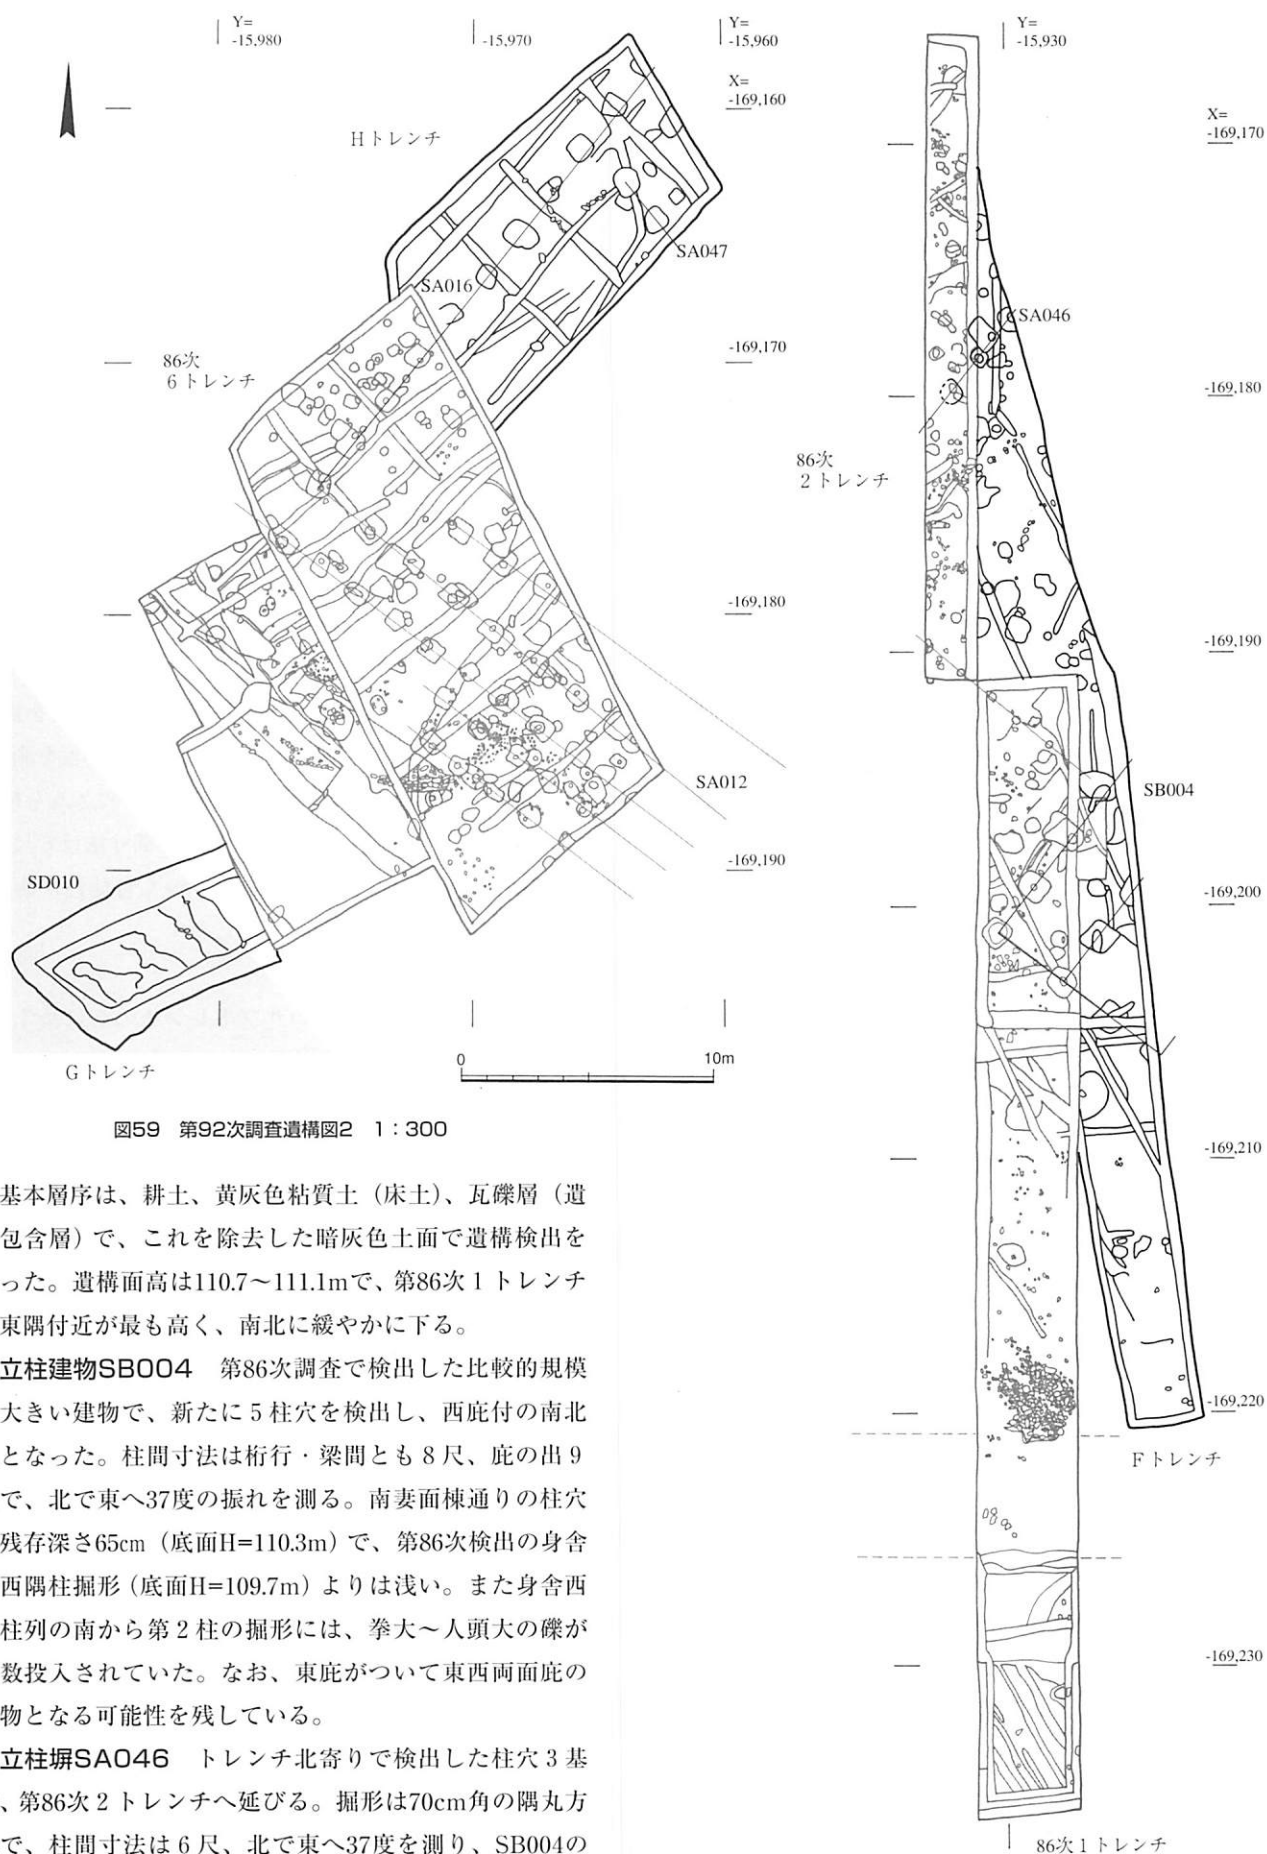 Y=
-15,980
-15,970
Y=
-15,960
X=
-169,160
Hトレンチ
SA047
SA016
-169,170
86次
6トレンチ
-169,180
SA012
-169,190
SD010
Gトレンチ
0 10m
図59 第92次調査遺構図2 1：300
Y=
-15,930
X=
-169,170
SA046
-169,180
86次
2トレンチ
-169,190
SB004
-169,200
-169,210
-169,220
Fトレンチ
-169,230
86次1トレンチ
基本層序は、耕土、黄灰色粘質土（床土）、瓦礫層（遺
包含層）で、これを除去した暗灰色土面で遺構検出を
った。遺構面高は110.7～111.1mで、第86次1トレンチ
東隅付近が最も高く、南北に緩やかに下る。
立柱建物SB004　第86次調査で検出した比較的規模
大きい建物で、新たに5柱穴を検出し、西庇付の南北
となった。柱間寸法は桁行・梁間とも8尺、庇の出9
で、北で東へ37度の振れを測る。南妻面棟通りの柱穴
残存深さ65cm（底面H=110.3m）で、第86次検出の身舎
西隅柱掘形（底面H=109.7m）よりは浅い。また身舎西
柱列の南から第2柱の掘形には、拳大～人頭大の礫が
数投入されていた。なお、東庇がついて東西両面庇の
物となる可能性を残している。
立柱塀SA046　トレンチ北寄りで検出した柱穴3基
、第86次2トレンチへ延びる。掘形は70cm角の隅丸方
で、柱間寸法は6尺、北で東へ37度を測り、SB004の